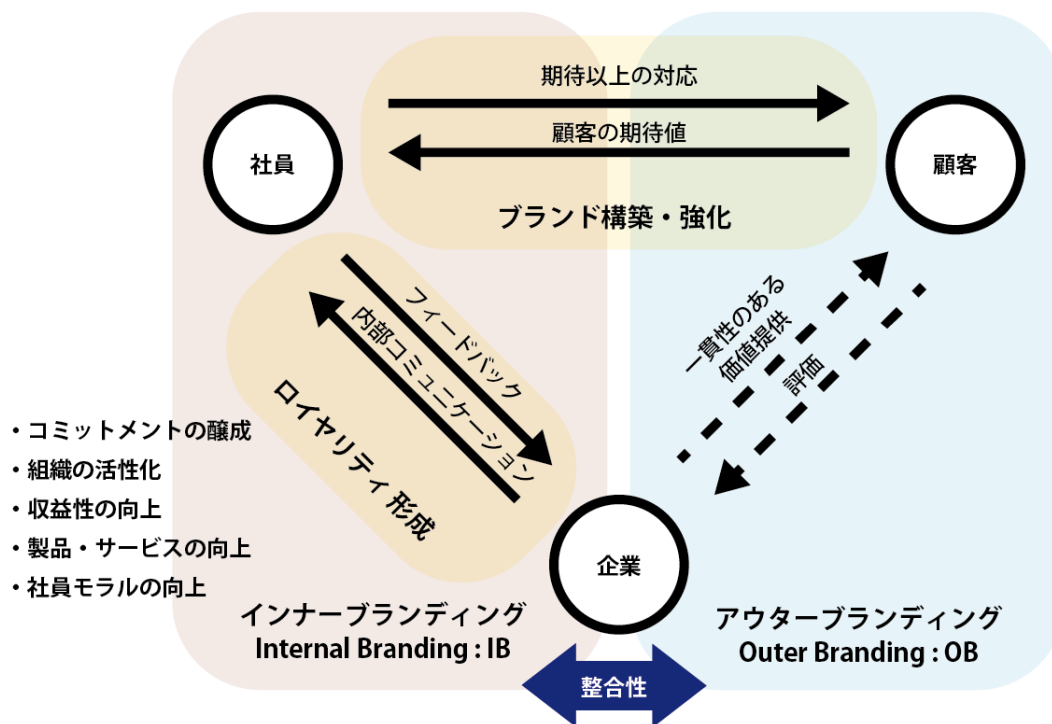 期待以上の対応
顧客の期待値
社員
顧客
ブランド構築・強化
フィードバック
内部コミュニケーション
ロイヤリティ形成
一貫性のある
価値提供
評価
・コミットメントの醸成
・組織の活性化
・収益性の向上
・製品・サービスの向上
・社員モラルの向上
企業
インナーブランディング
Internal Branding : IB
アウターブランディング
Outer Branding : OB
整合性